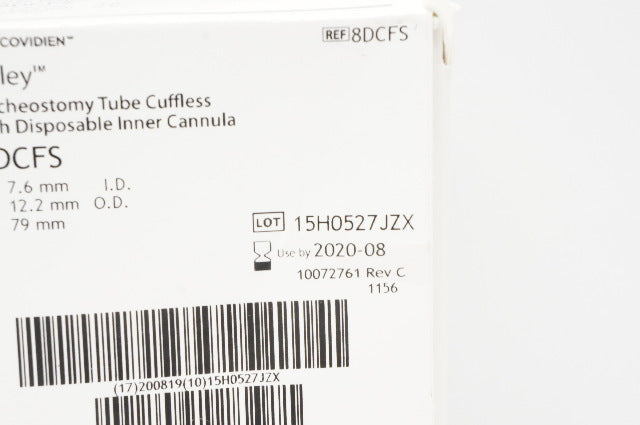 COVIDIEN™
REF 8DCFS
ley™
cheostomy Tube Cuffless
h Disposable Inner Cannula
DCFS
7.6 mm I.D.
12.2 mm O.D.
79 mm
LOT 15H0527JZX
Use by 2020-08
10072761 Rev C
1156
(17)200819(10)15H0527JZX